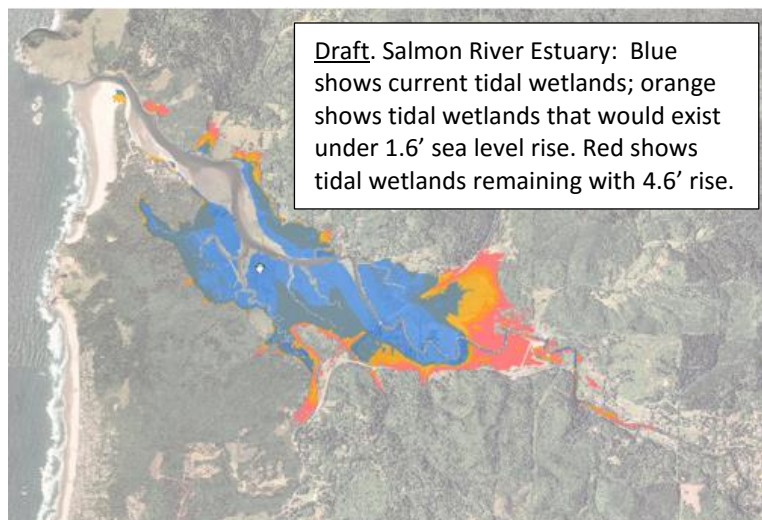 Draft. Salmon River Estuary: Blue
shows current tidal wetlands; orange
shows tidal wetlands that would exist
under 1.6’ sea level rise. Red shows
tidal wetlands remaining with 4.6’ rise.